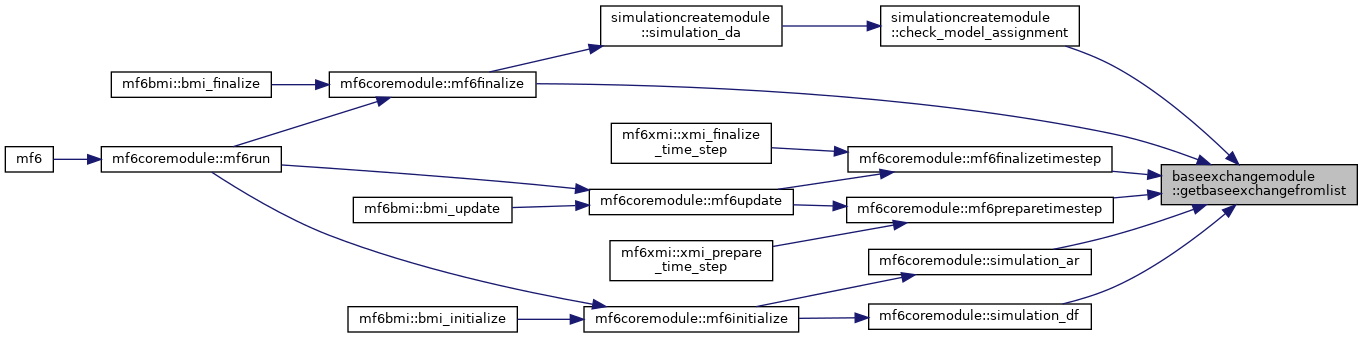 simulationcreatemodule
::simulation_da
simulationcreatemodule
::check_model_assignment
mf6bmi::bmi_finalize
mf6coremodule::mf6finalize
mf6xmi::xmi_finalize
_time_step
mf6
mf6coremodule::mf6run
mf6coremodule::mf6finalizetimestep
baseexchangemodule
::getbaseexchangefromlist
mf6bmi::bmi_update
mf6coremodule::mf6update
mf6coremodule::mf6preparetimestep
mf6xmi::xmi_prepare
_time_step
mf6coremodule::simulation_ar
mf6bmi::bmi_initialize
mf6coremodule::mf6initialize
mf6coremodule::simulation_df